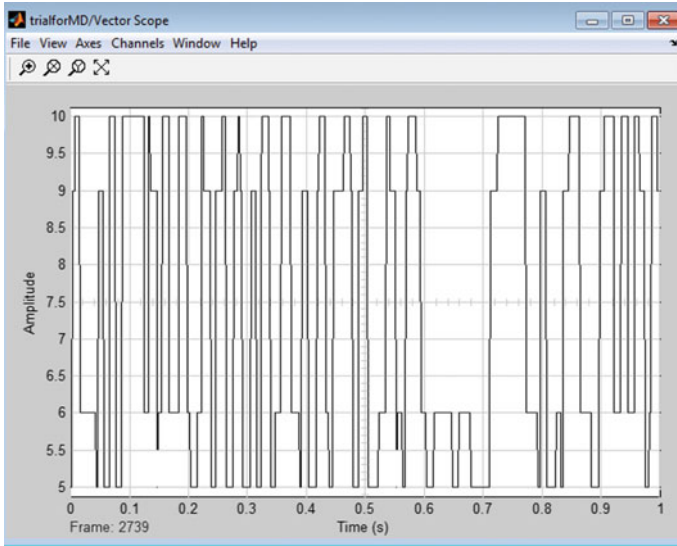 trialforMD/Vector Scope
File View Axes Channels Window Help
10
9.5
9
8.5
8
7.5
7
6.5
6
5.5
5
Amplitude
0 0.1 0.2 0.3 0.4 0.5 0.6 0.7 0.8 0.9 1
Frame: 2739 Time (s)